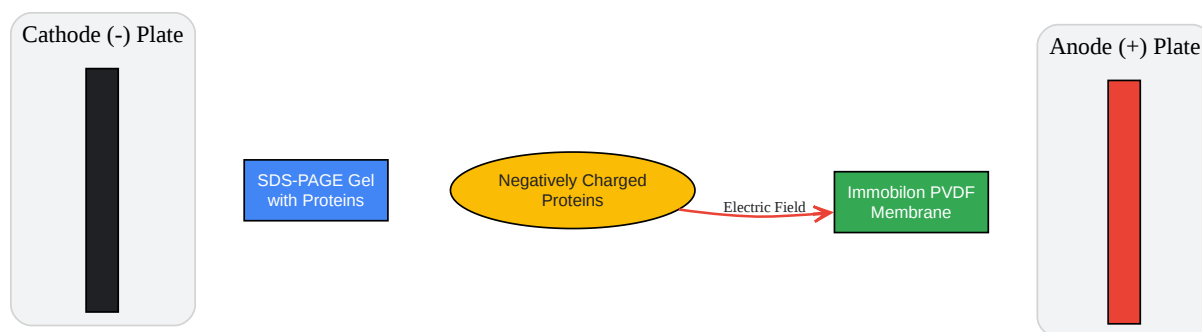 Cathode (-) Plate
Anode (+) Plate
SDS-PAGE Gel
with Proteins
Negatively Charged
Proteins
Electric Field
Immobilon PVDF
Membrane